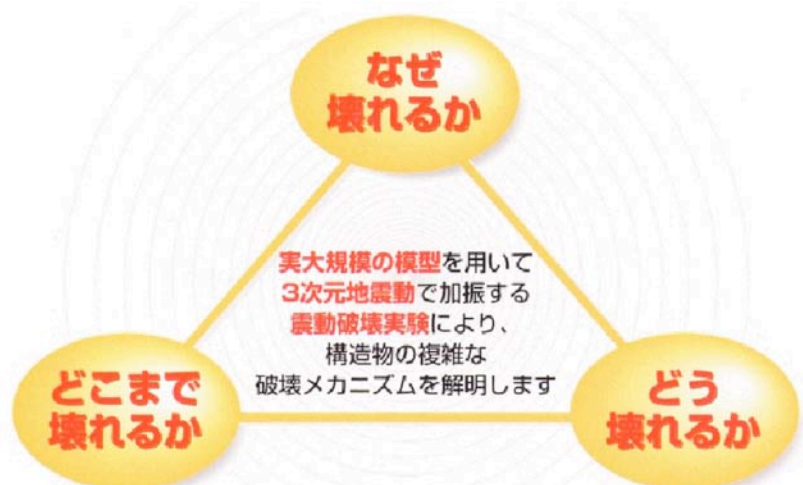 なぜ
壊れるか
実大規模の模型を用いて
3次元地震動で加振する
震動破壊実験により、
構造物の複雑な
破壊メカニズムを解明します
どこまで
壊れるか
どう
壊れるか